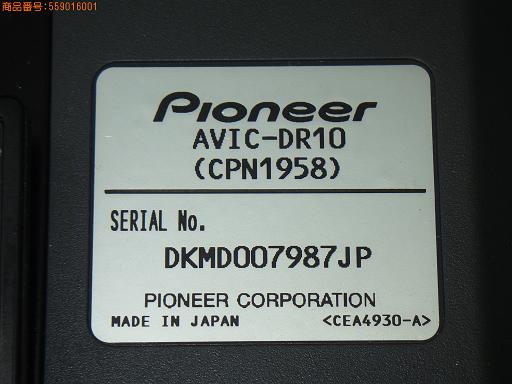 商品番号:559016001
Pioneer
AVIC-DR10
(CPN1958)
SERIAL No.
DKMD007987JP
PIONEER CORPORATION
MADE IN JAPAN <CEA4930-A>